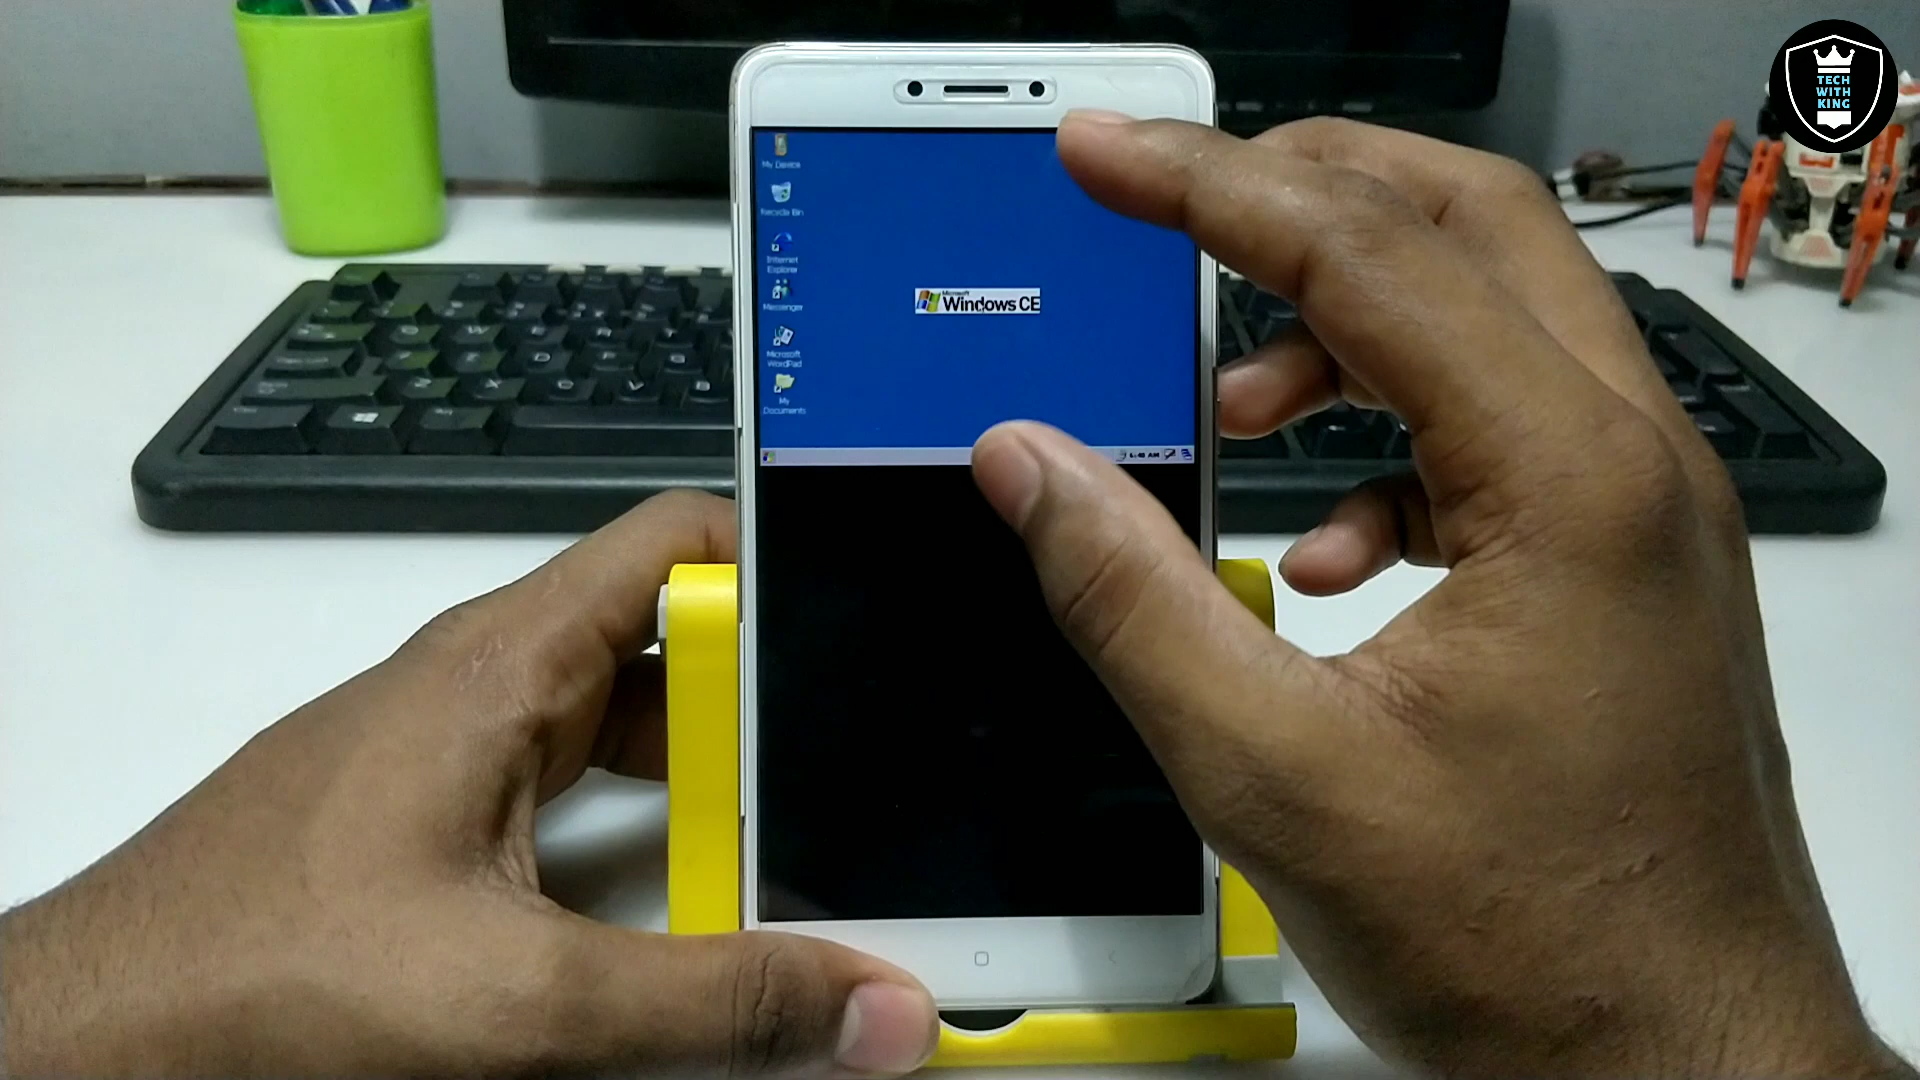 TECH
WITH
KING
My Device
Recycle Bin
Internet
Explorer
Messenger
Microsoft
WordPad
My
Documents
Microsoft
Windows CE
Q
W
E
R
D
F
G
Z
X
C
V
B